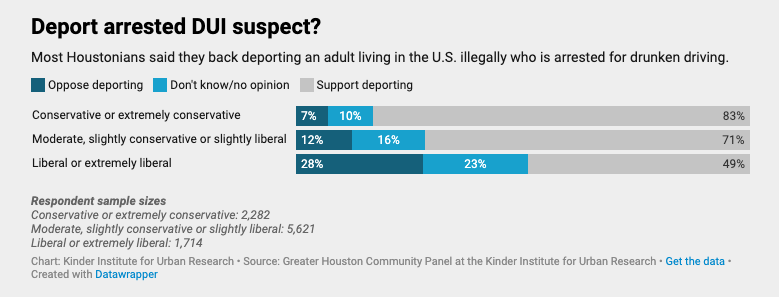 Deport arrested DUI suspect?
Most Houstonians said they back deporting an adult living in the U.S. illegally who is arrested for drunken driving.
Oppose deporting Don't know/no opinion Support deporting
Conservative or extremely conservative 7% 10% 83%
Moderate, slightly conservative or slightly liberal 12% 16% 71%
Liberal or extremely liberal 28% 23% 49%
Respondent sample sizes
Conservative or extremely conservative: 2,282
Moderate, slightly conservative or slightly liberal: 5,621
Liberal or extremely liberal: 1,714
Chart: Kinder Institute for Urban Research • Source: Greater Houston Community Panel at the Kinder Institute for Urban Research • Get the data •
Created with Datawrapper